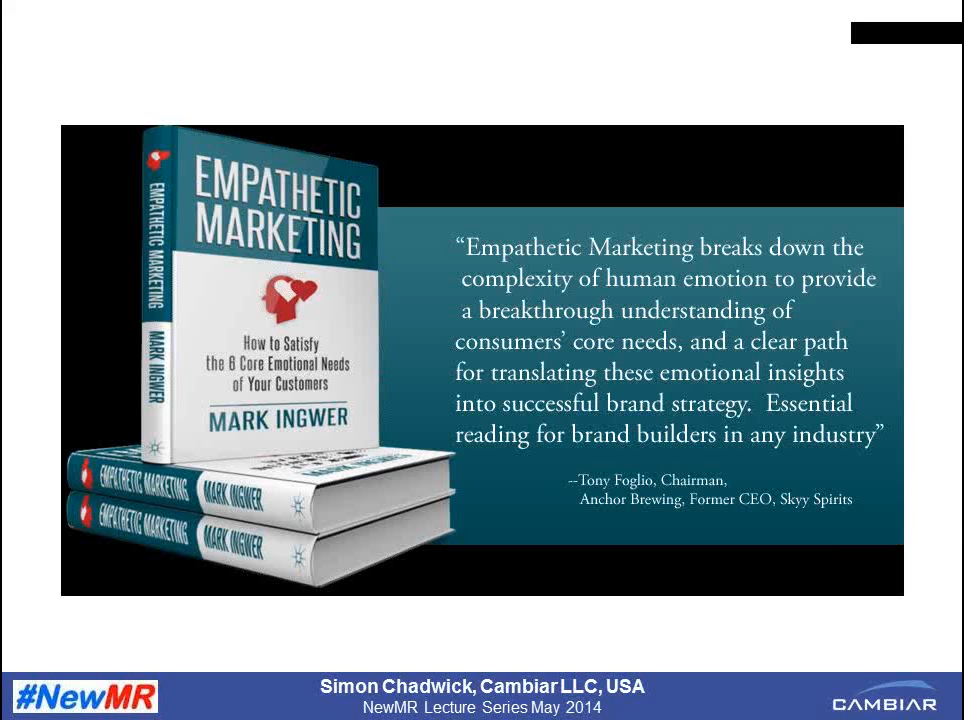 EMPATHETIC
MARKETING
How to Satisfy
the 6 Core Emotional Needs
of Your Customers
MARK INGWER
EMPATHETIC MARKETING
MARK INGWER
EMPATHETIC MARKETING
MARK INGWER
MARK INGWER
EMPATHETIC MARKETING
MARK INGWER
“Empathetic Marketing breaks down the
complexity of human emotion to provide
a breakthrough understanding of
consumers’ core needs, and a clear path
for translating these emotional insights
into successful brand strategy. Essential
reading for brand builders in any industry”
--Tony Foglio, Chairman,
Anchor Brewing, Former CEO, Skyy Spirits
#NewMR
Simon Chadwick, Cambiar LLC, USA
NewMR Lecture Series May 2014
CAMBIAR